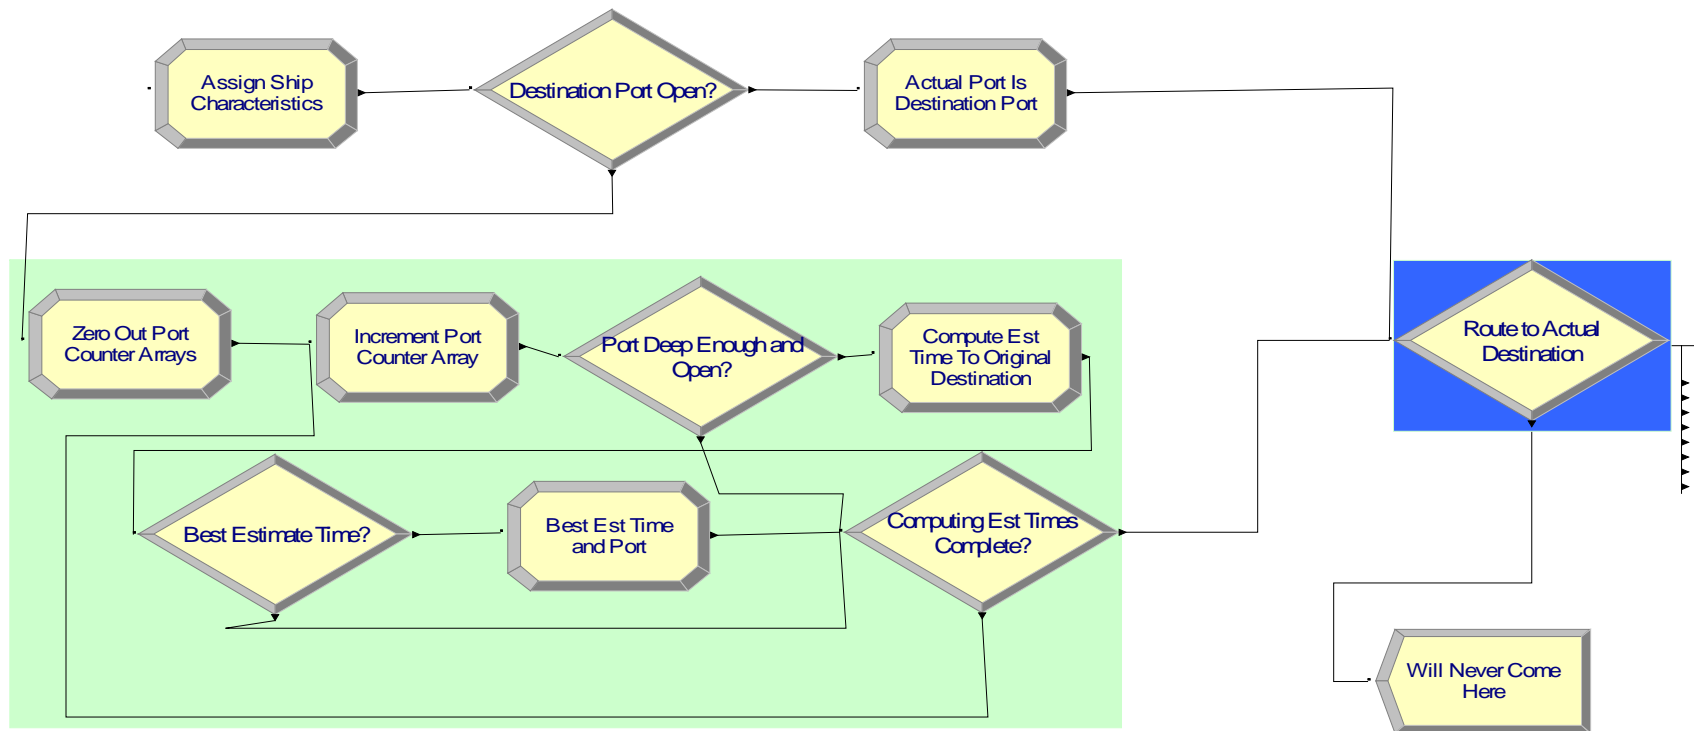 Assign Ship
Characteristics
Destination Port Open?
Actual Port Is
Destination Port
Zero Out Port
Counter Arrays
Increment Port
Counter Array
Port Deep Enough and
Open?
Compute Est
Time To Original
Destination
Route to Actual
Destination
Best Estimate Time?
Best Est Time
and Port
Computing Est Times
Complete?
Will Never Come
Here